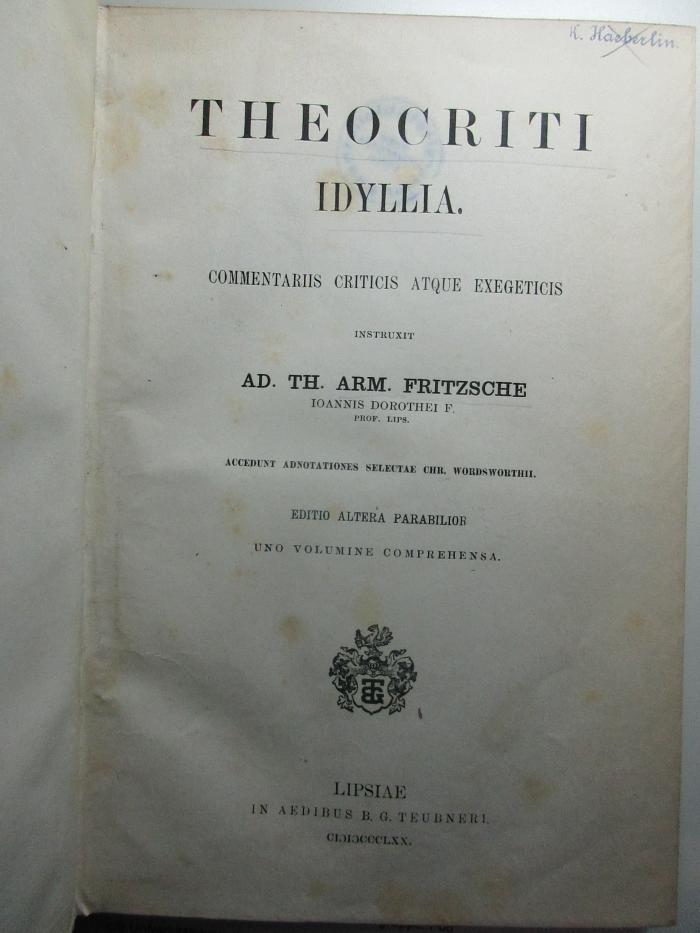 K. Haeberlin.
THEOCRITI
IDYLLIA.
COMMENTARIIS CRITICIS ATQUE EXEGETICIS
INSTRUXIT
AD. TH. ARM. FRITZSCHE
IOANNIS DOROTHEI F.
PROF. LIPS.
ACCEDUNT ADNOTATIONES SELECTAE CHR. WORDSWORTHII.
EDITIO ALTERA PARABILIOR
UNO VOLUMINE COMPREHENSA.
LIPSIAE
IN AEDIBUS B. G. TEUBNERI.
CIƆIƆCCCLXX.